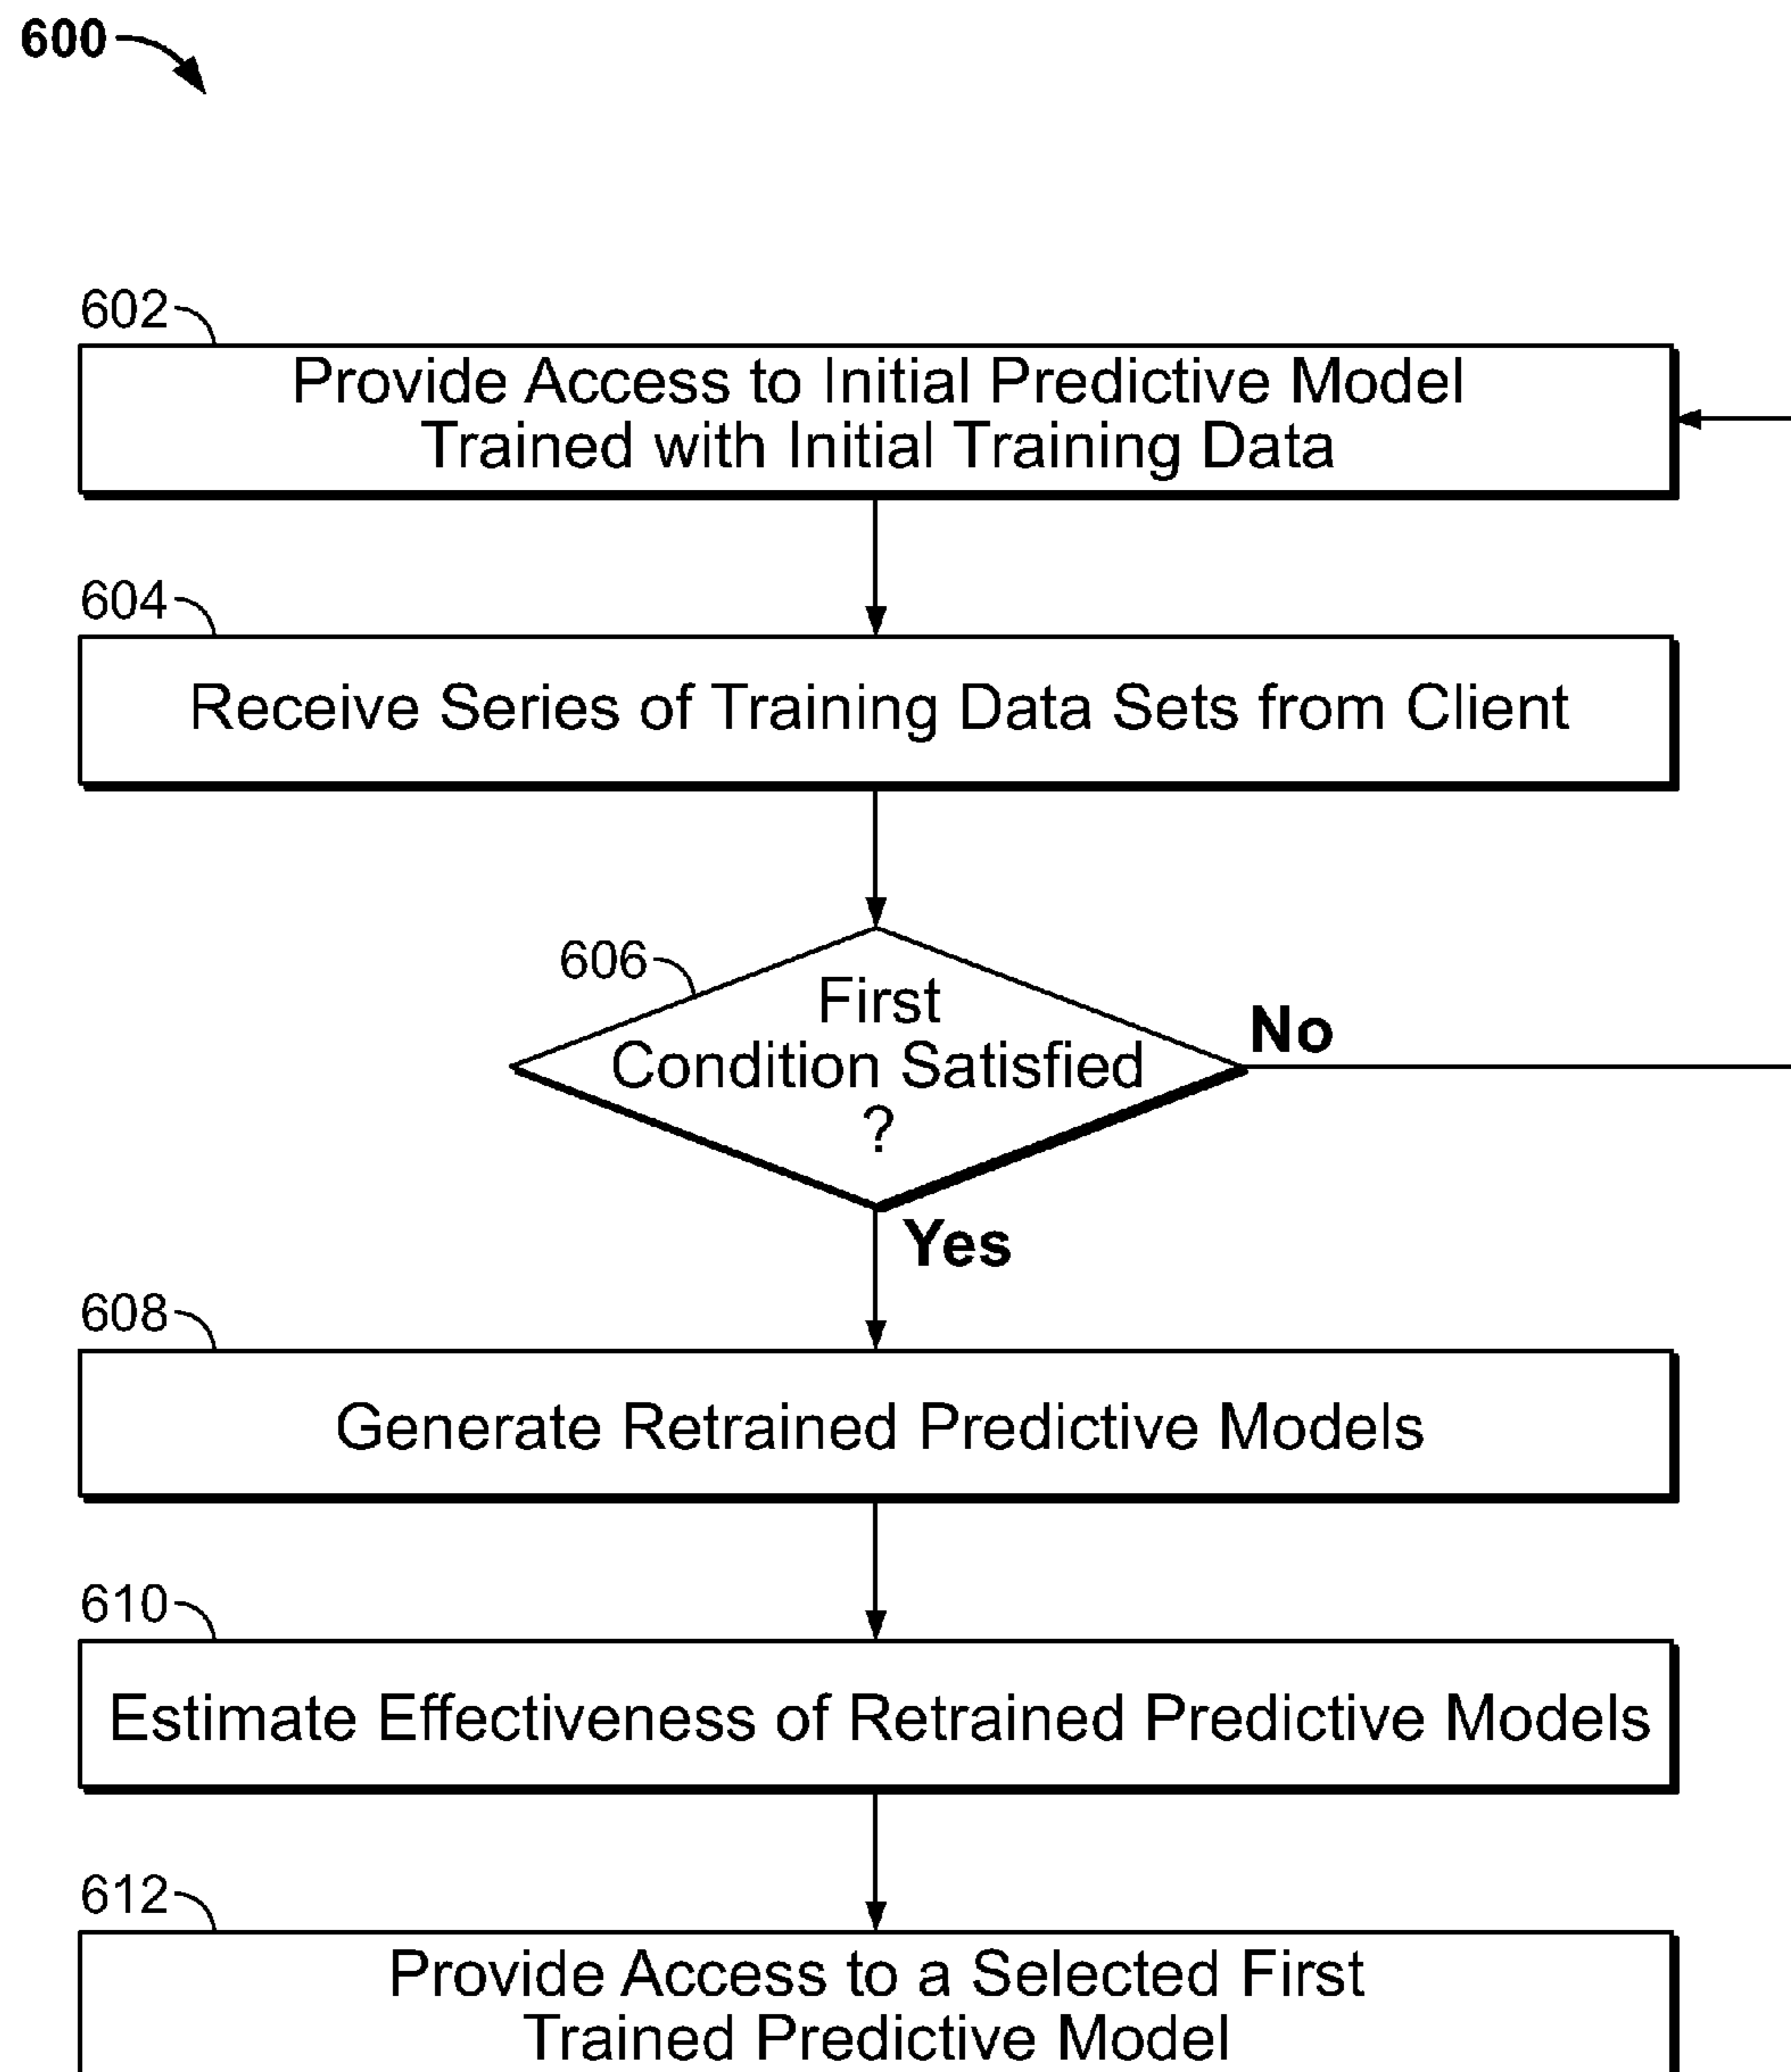 600
602
Provide Access to Initial Predictive Model
Trained with Initial Training Data
604
Receive Series of Training Data Sets from Client
606
First
Condition Satisfied
?
No
Yes
608
Generate Retrained Predictive Models
610
Estimate Effectiveness of Retrained Predictive Models
612
Provide Access to a Selected First
Trained Predictive Model